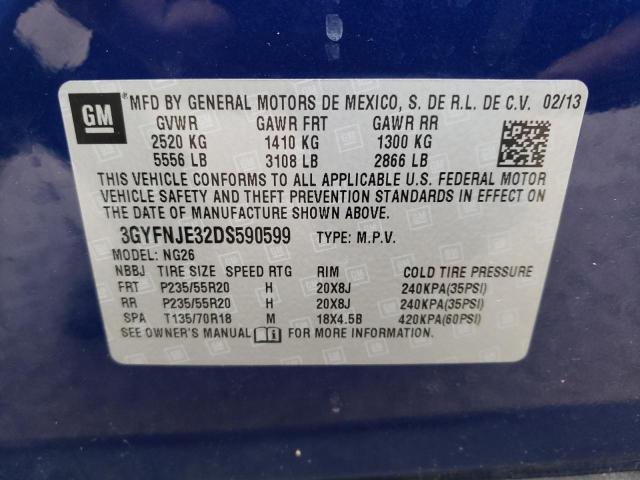 GM MFD BY GENERAL MOTORS DE MEXICO, S. DE R.L. DE C.V. 02/13
GVWR GAWR FRT GAWR RR
2520 KG 1410 KG 1300 KG
5556 LB 3108 LB 2866 LB
THIS VEHICLE CONFORMS TO ALL APPLICABLE U.S. FEDERAL MOTOR
VEHICLE SAFETY AND THEFT PREVENTION STANDARDS IN EFFECT ON
THE DATE OF MANUFACTURE SHOWN ABOVE.
3GYFNJE32DS590599 TYPE: M.P.V.
MODEL: NG26
NBBJ TIRE SIZE SPEED RTG RIM COLD TIRE PRESSURE
FRT P235/55R20 H 20X8J 240KPA(35PSI)
RR P235/55R20 H 20X8J 240KPA(35PSI)
SPA T135/70R18 M 18X4.5B 420KPA(60PSI)
SEE OWNER'S MANUAL FOR MORE INFORMATION.